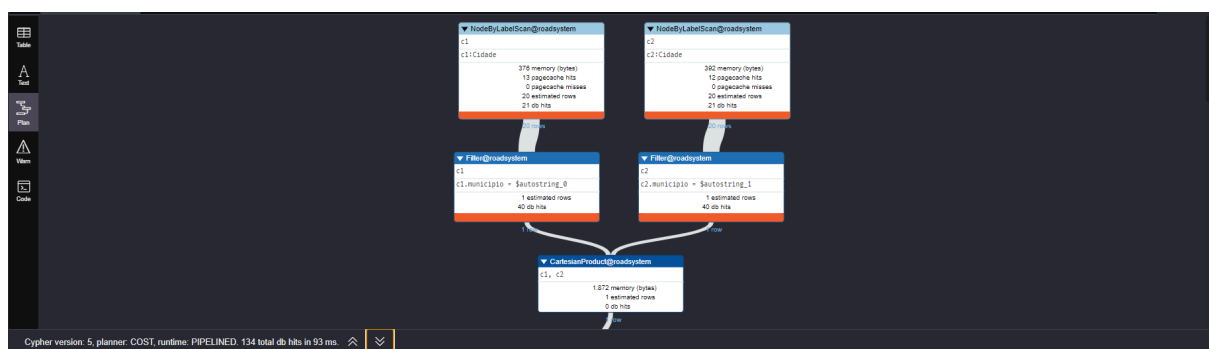 Table
Text
Plan
Warn
Code
▼ NodeByLabelScan@roadsystem
c1
c1:Cidade
376 memory (bytes)
13 pagecache hits
0 pagecache misses
20 estimated rows
21 db hits
20 rows
▼ NodeByLabelScan@roadsystem
c2
c2:Cidade
392 memory (bytes)
12 pagecache hits
0 pagecache misses
20 estimated rows
21 db hits
20 rows
▼ Filter@roadsystem
c1
c1.municipio = $autostring_0
1 estimated rows
40 db hits
1 row
▼ Filter@roadsystem
c2
c2.municipio = $autostring_1
1 estimated rows
40 db hits
1 row
▼ CartesianProduct@roadsystem
c1, c2
1.872 memory (bytes)
1 estimated rows
0 db hits
row
Cypher version: 5, planner: COST, runtime: PIPELINED. 134 total db hits in 93 ms.